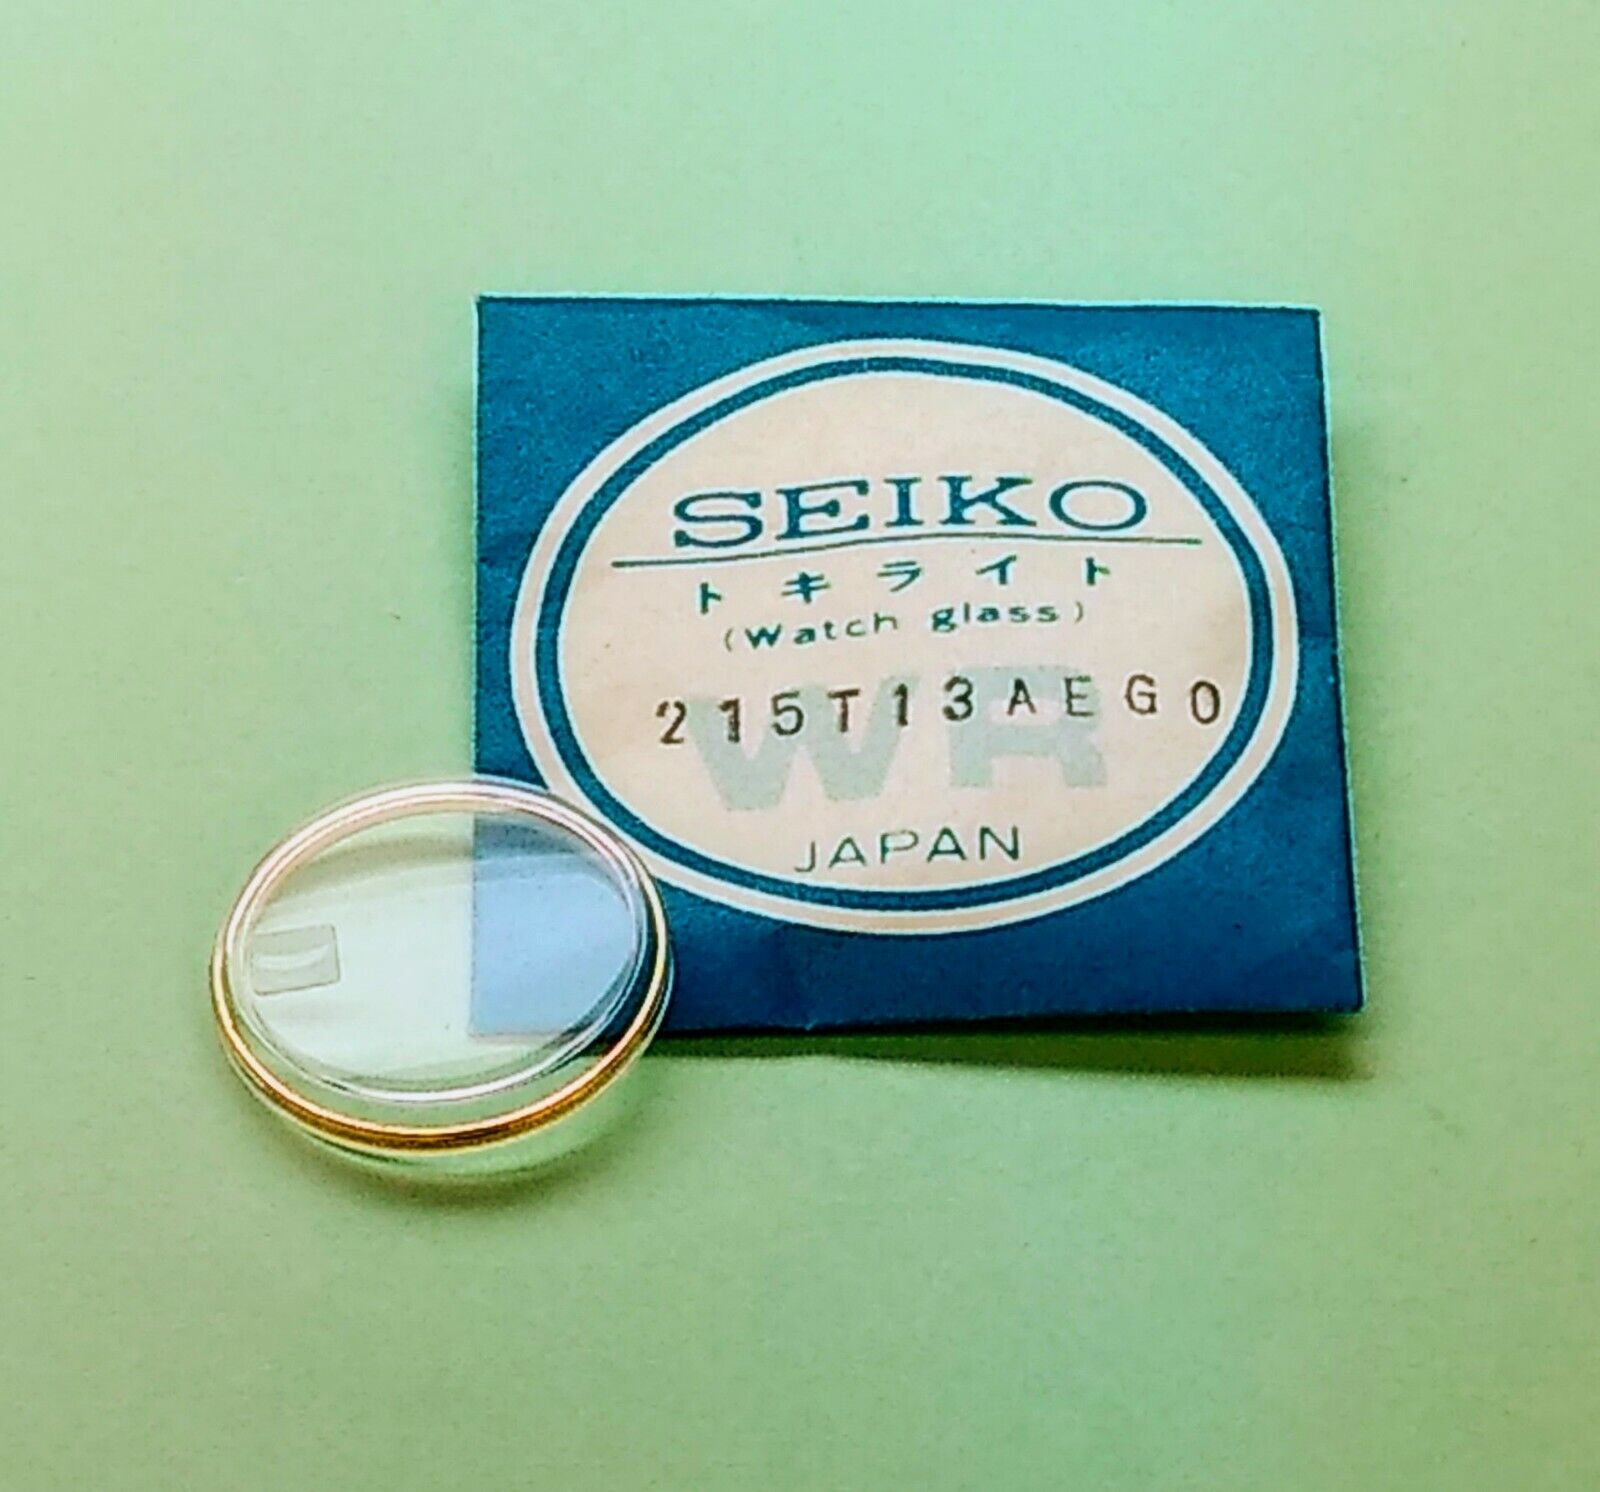 SEIKO
トキライト
(Watch glass)
215T13AEG0
WR
JAPAN